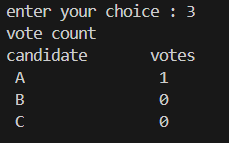 enter your choice : 3
vote count
candidate votes
A 1
B 0
C 0